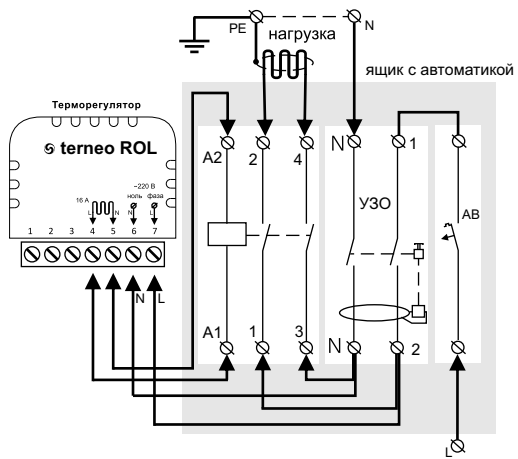 PE
N
нагрузка
ящик с автоматикой
Терморегулятор
terneo ROL
~220 В
16 А
ноль фаза
L N N L
1 2 3 4 5 6 7
N L
A2 2 4 N 1
УЗО
АВ
A1 1 3 N 2
L